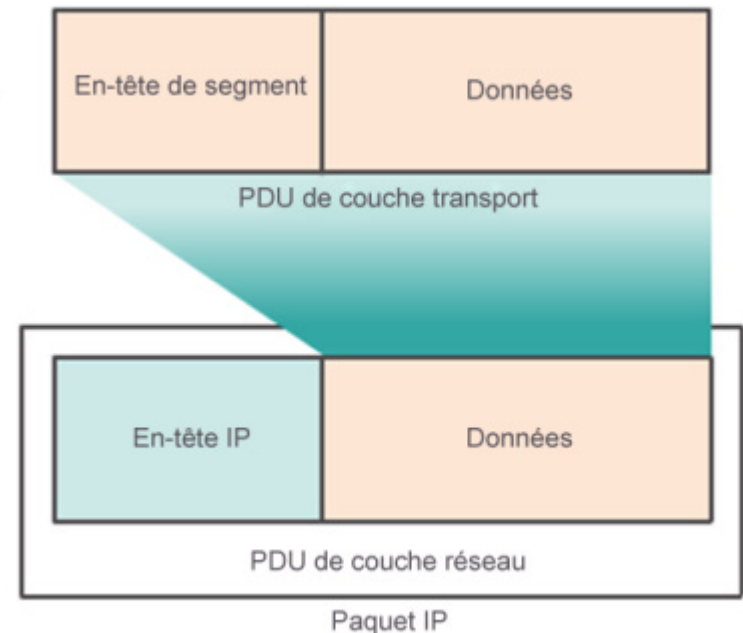 En-tête de segment
Données
PDU de couche transport
En-tête IP
Données
PDU de couche réseau
Paquet IP